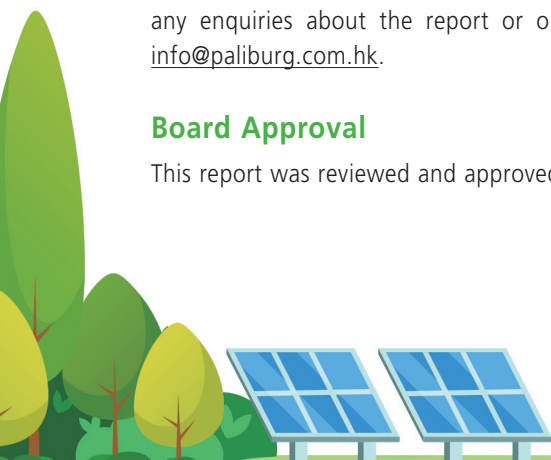 any enquiries about the report or o
info@paliburg.com.hk.
Board Approval
This report was reviewed and approved